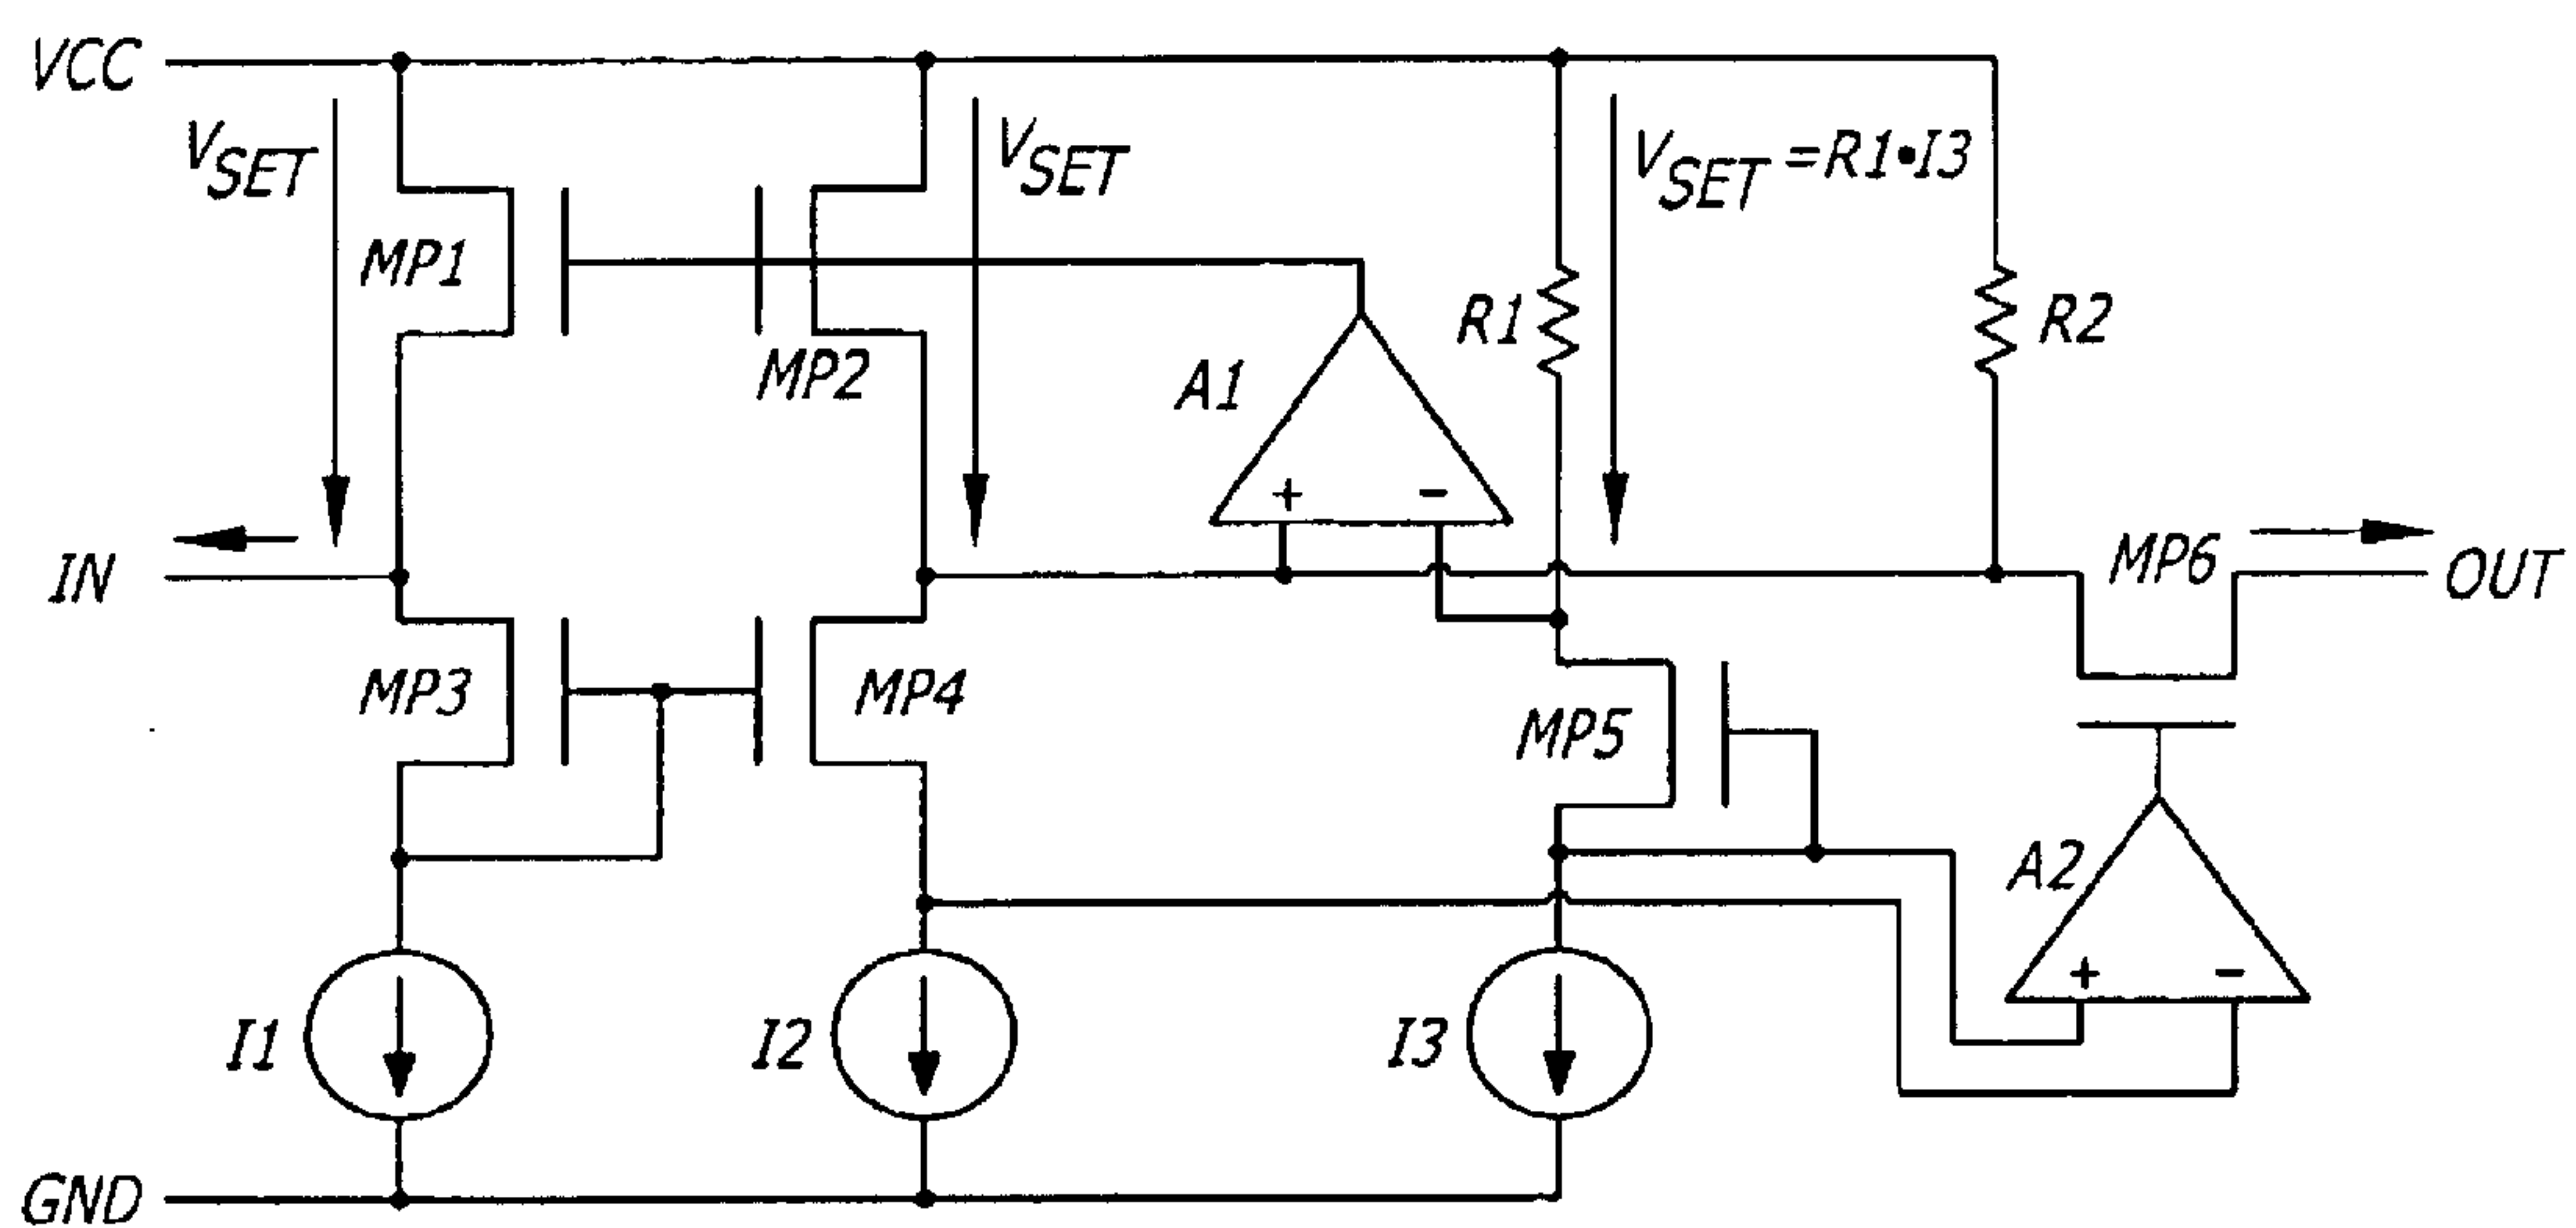 VCC
VSET
VSET
VSET =R1•I3
MP1
MP2
A1
R1
R2
+ -
IN
MP6
OUT
MP3
MP4
MP5
A2
+ -
I1
I2
I3
GND